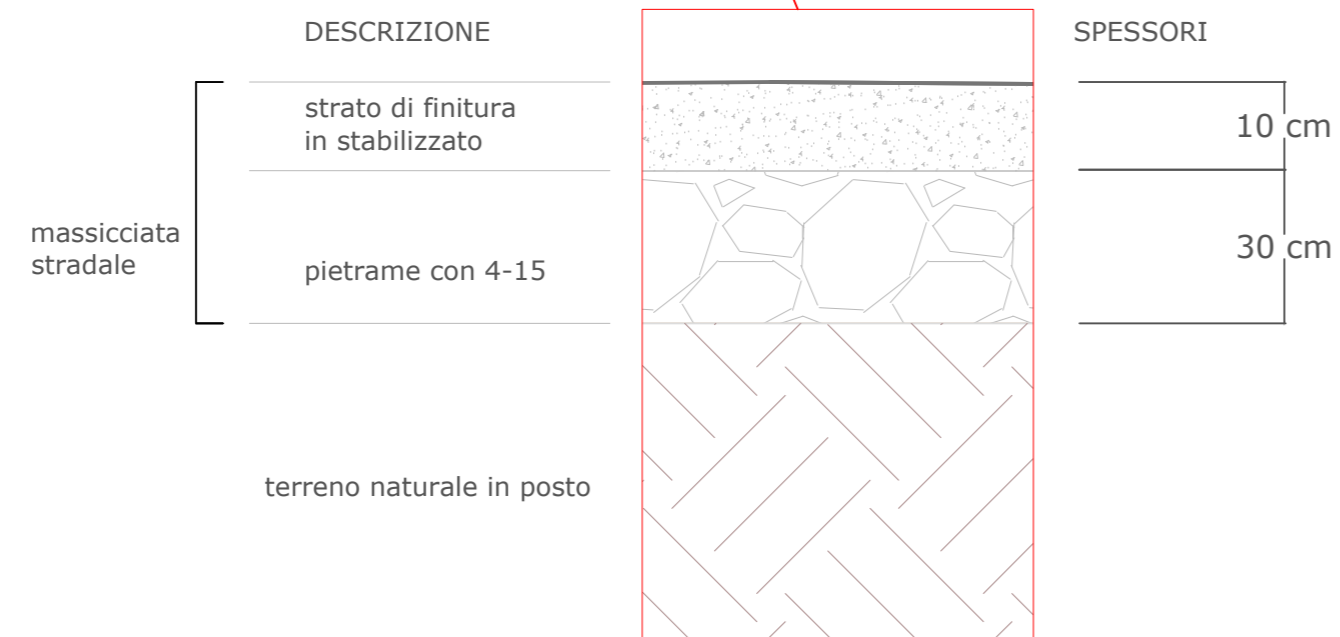 DESCRIZIONE
SPESSORI
strato di finitura
in stabilizzato
10 cm
massicciata
stradale
pietrame con 4-15
30 cm
terreno naturale in posto